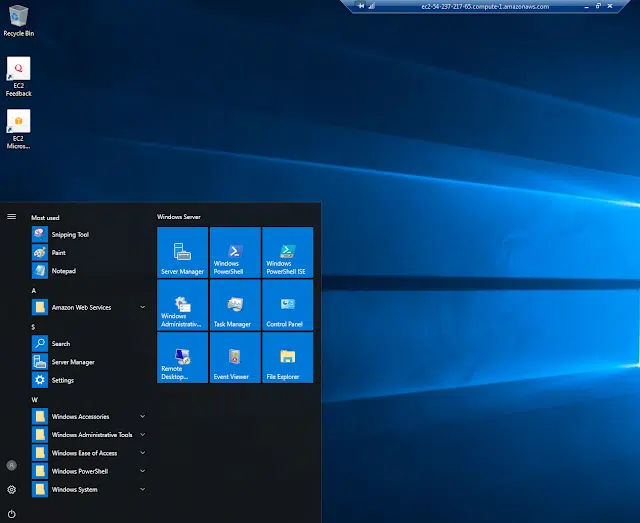 ec2-54-237-217-65.compute-1.amazonaws.com
Recycle Bin
EC2
Feedback
EC2
Micros...
Most used
Snipping Tool
Paint
Notepad
A
Amazon Web Services
S
Search
Server Manager
Settings
W
Windows Accessories
Windows Administrative Tools
Windows Ease of Access
Windows PowerShell
Windows System
Windows Server
Server Manager
Windows
PowerShell
Windows
PowerShell ISE
Windows
Administrativ...
Task Manager
Control Panel
Remote
Desktop...
Event Viewer
File Explorer